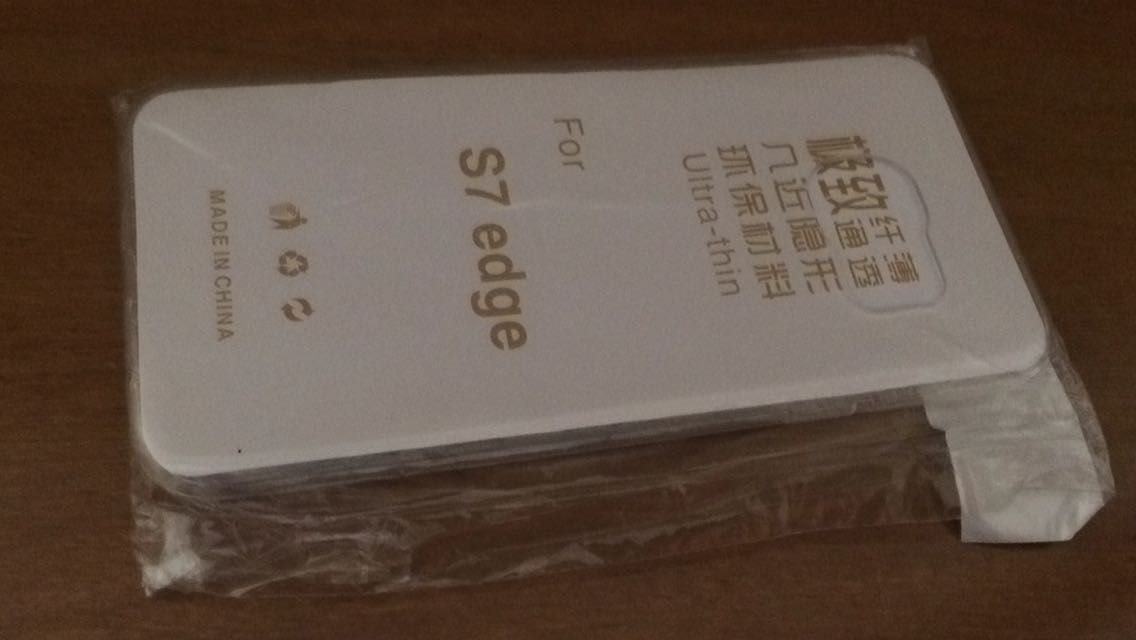 极致纤薄
通透
几近隐形
环保材料
Ultra-thin
For
S7 edge
MADE IN CHINA